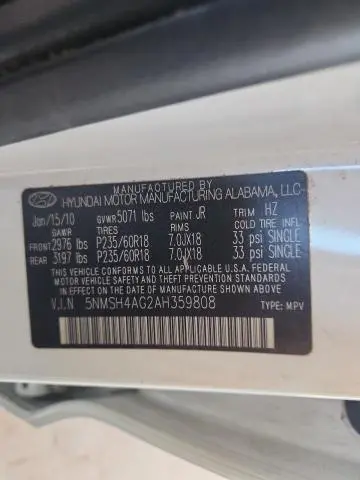 MANUFACTURED BY
HYUNDAI MOTOR MANUFACTURING ALABAMA, LLC
Jan/15/10 GVWR 5071 lbs PAINT JR TRIM HZ
GAWR TIRES RIMS COLD TIRE INFL
FRONT 2976 lbs P235/60R18 7.0JX18 33 psi SINGLE
REAR 3197 lbs P235/60R18 7.0JX18 33 psi SINGLE
THIS VEHICLE CONFORMS TO ALL APPLICABLE U.S.A. FEDERAL
MOTOR VEHICLE SAFETY AND THEFT PREVENTION STANDARDS
IN EFFECT ON THE DATE OF MANUFACTURE SHOWN ABOVE.
V.I.N 5NMSH4AG2AH359808
TYPE: MPV